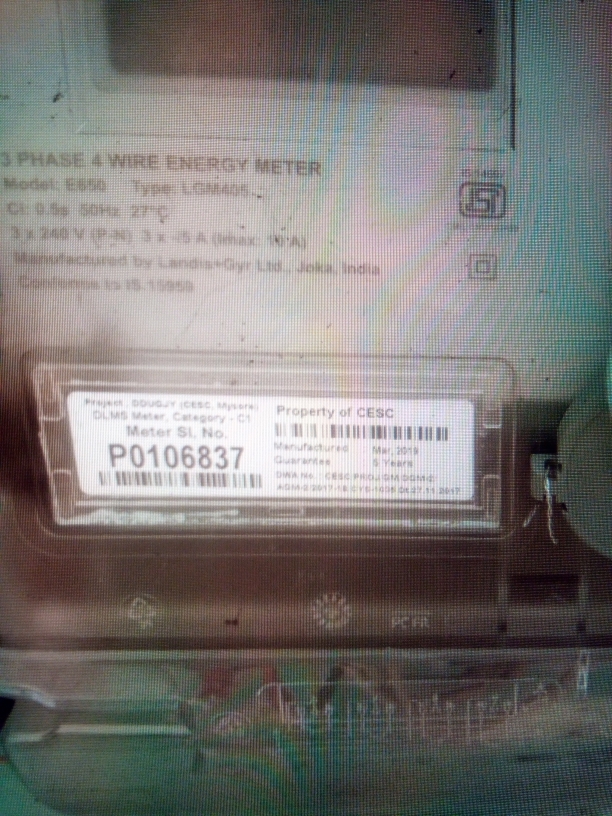 3 PHASE 4 WIRE ENERGY METER
Model: E650 Type: LGM405
Cl: 0.5s 50Hz 27°C
3 x 240 V (P-N) 3 x -/5 A (Imax: 10 A)
Manufactured by Landis+Gyr Ltd., Joka, India
Conforms to IS 15959
Project : DDUGJY (CESC, Mysore)
DLMS Meter, Category - C1
Meter Sl. No.
P0106837
Property of CESC
Manufactured Mar, 2019
Guarantee 5 Years